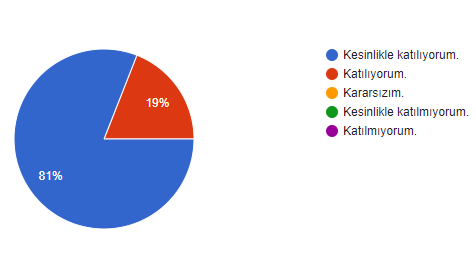 19%
81%
Kesinlikle katılıyorum.
Katılıyorum.
Kararsızım.
Kesinlikle katılmıyorum.
Katılmıyorum.